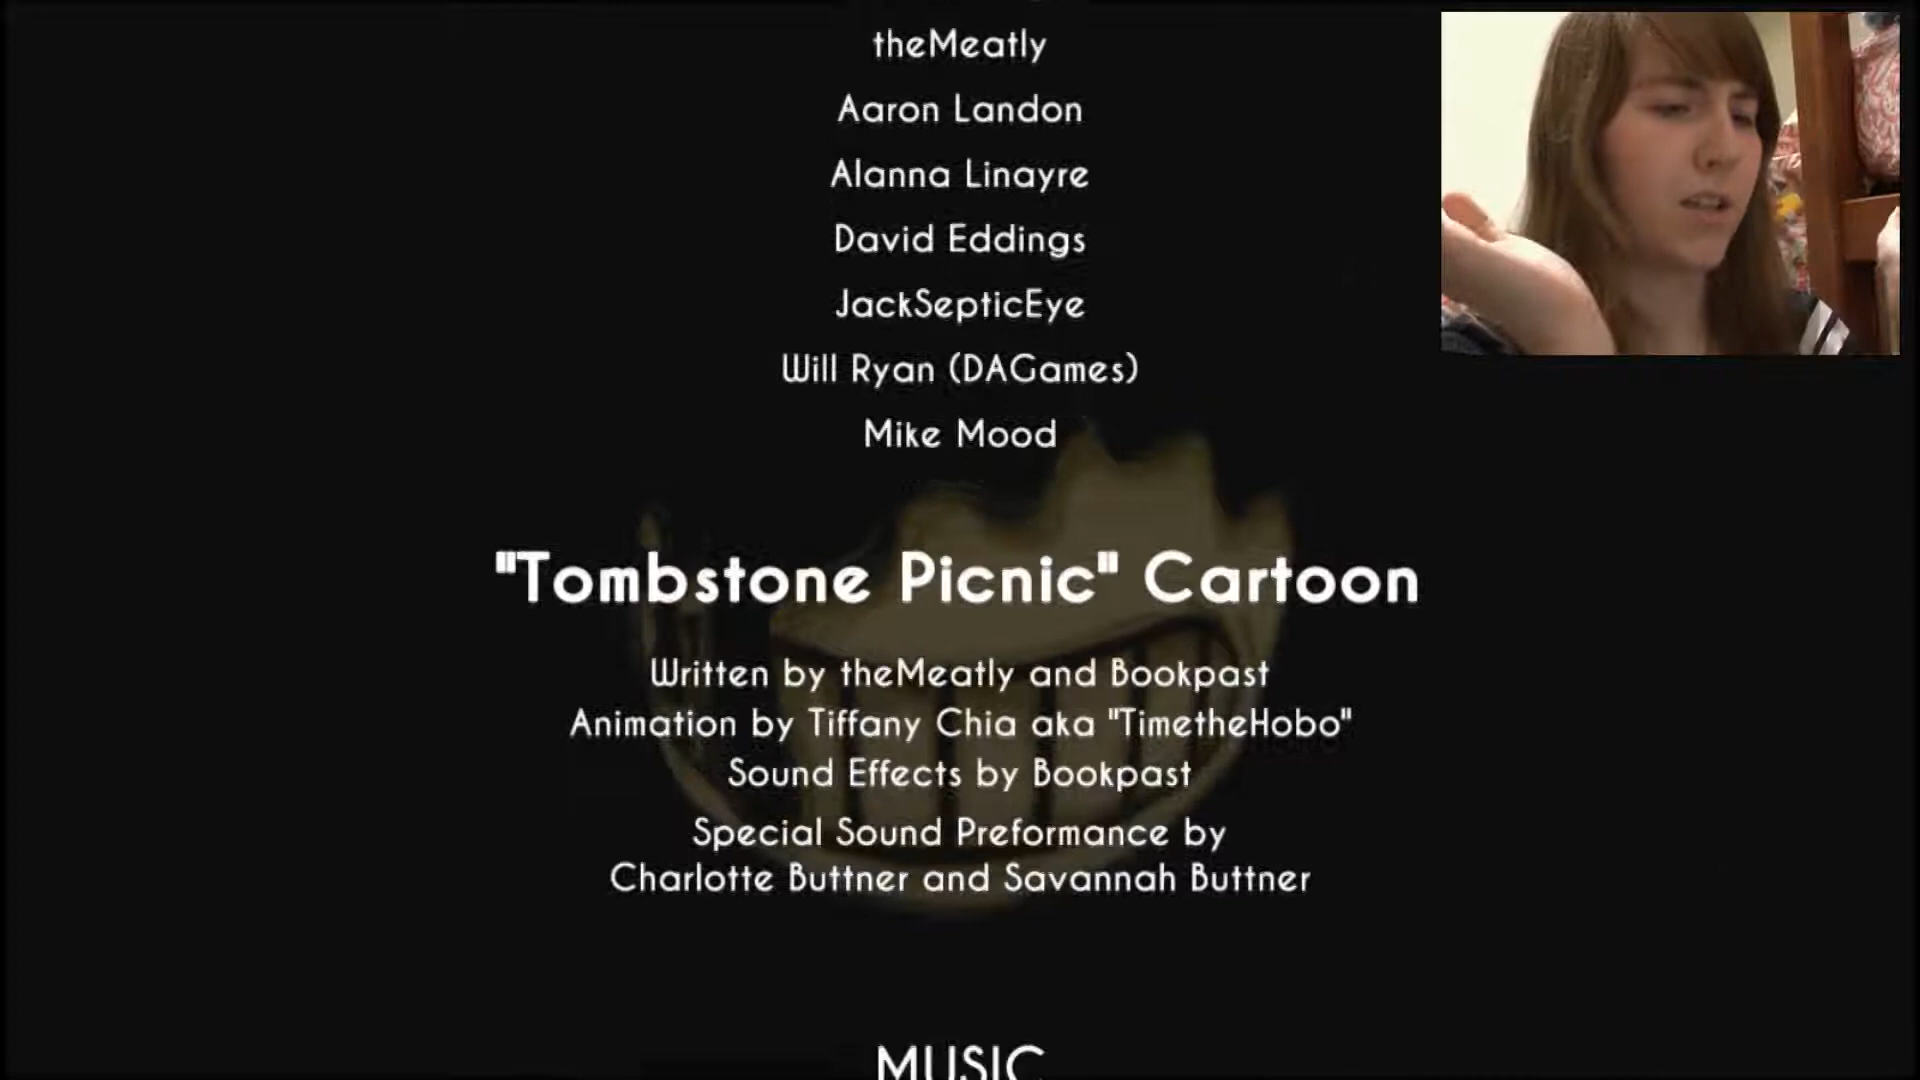 theMeatly
Aaron Landon
Alanna Linayre
David Eddings
JackSepticEye
Will Ryan (DAGames)
Mike Mood
"Tombstone Picnic" Cartoon
Written by theMeatly and Bookpast
Animation by Tiffany Chia aka "TimetheHobo"
Sound Effects by Bookpast
Special Sound Preformance by
Charlotte Buttner and Savannah Buttner
MUSIC